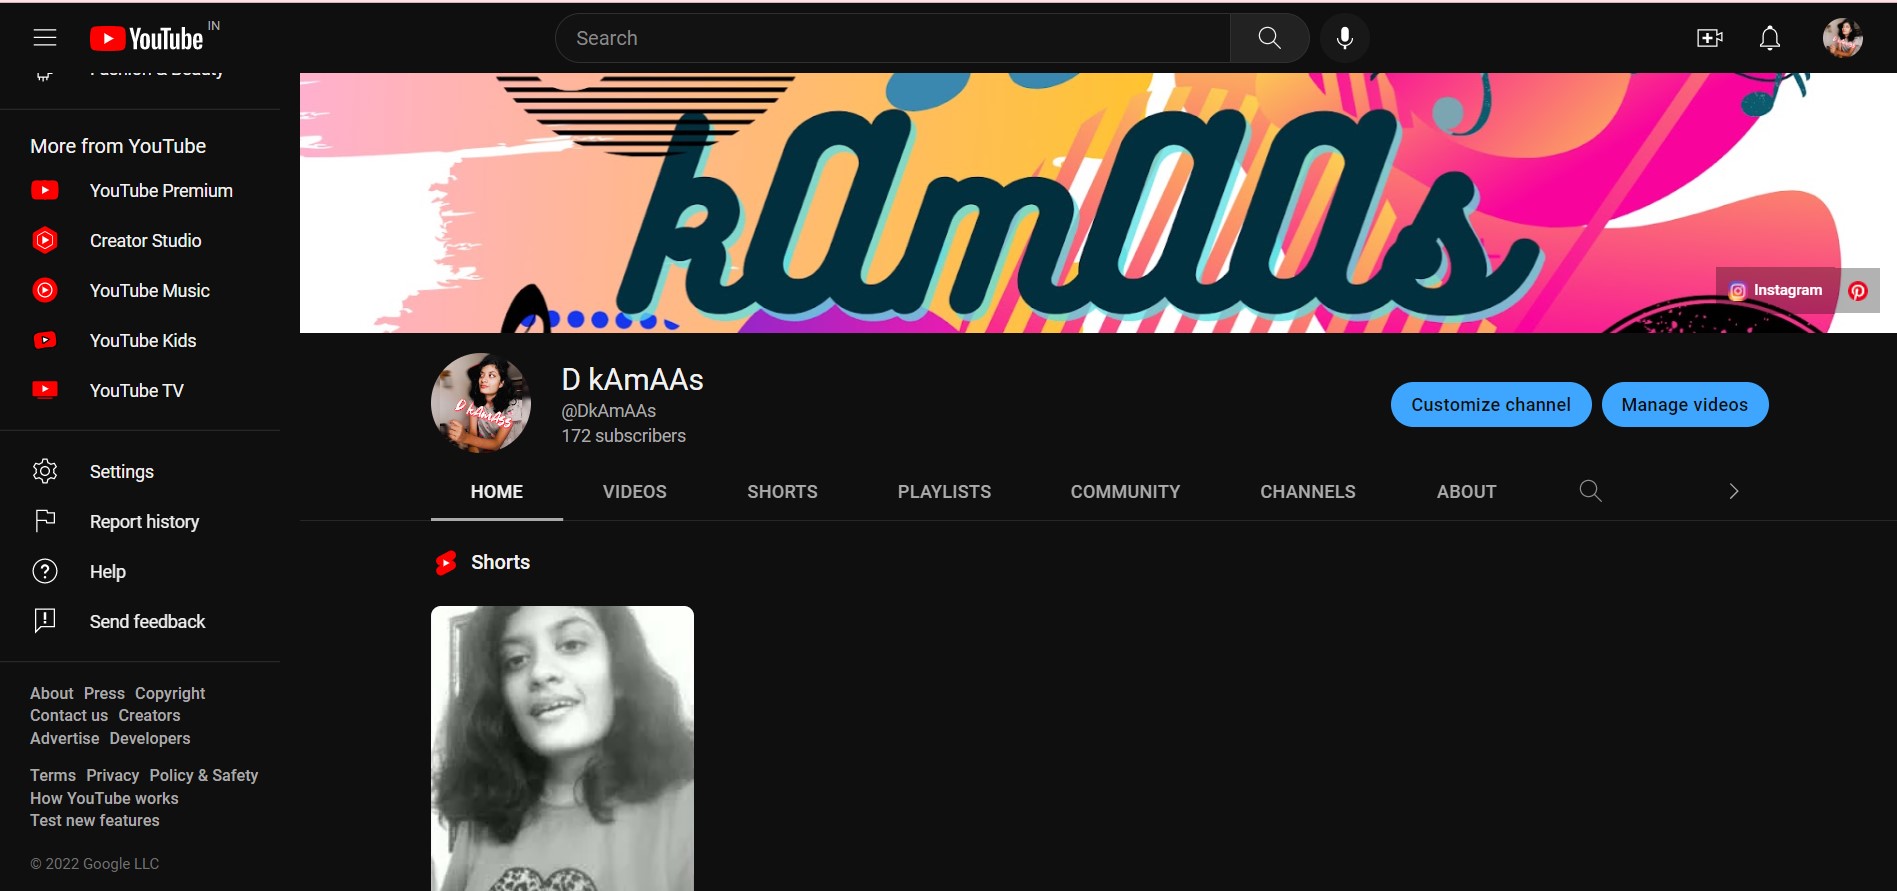 YouTube IN
Search
Fashion & Beauty
More from YouTube
YouTube Premium
Creator Studio
YouTube Music
YouTube Kids
YouTube TV
Settings
Report history
Help
Send feedback
About Press Copyright
Contact us Creators
Advertise Developers
Terms Privacy Policy & Safety
How YouTube works
Test new features
© 2022 Google LLC
kAmAAs
Instagram
D kAmAAs
D kAmAss
@DkAmAAs
172 subscribers
Customize channel
Manage videos
HOME VIDEOS SHORTS PLAYLISTS COMMUNITY CHANNELS ABOUT
Shorts